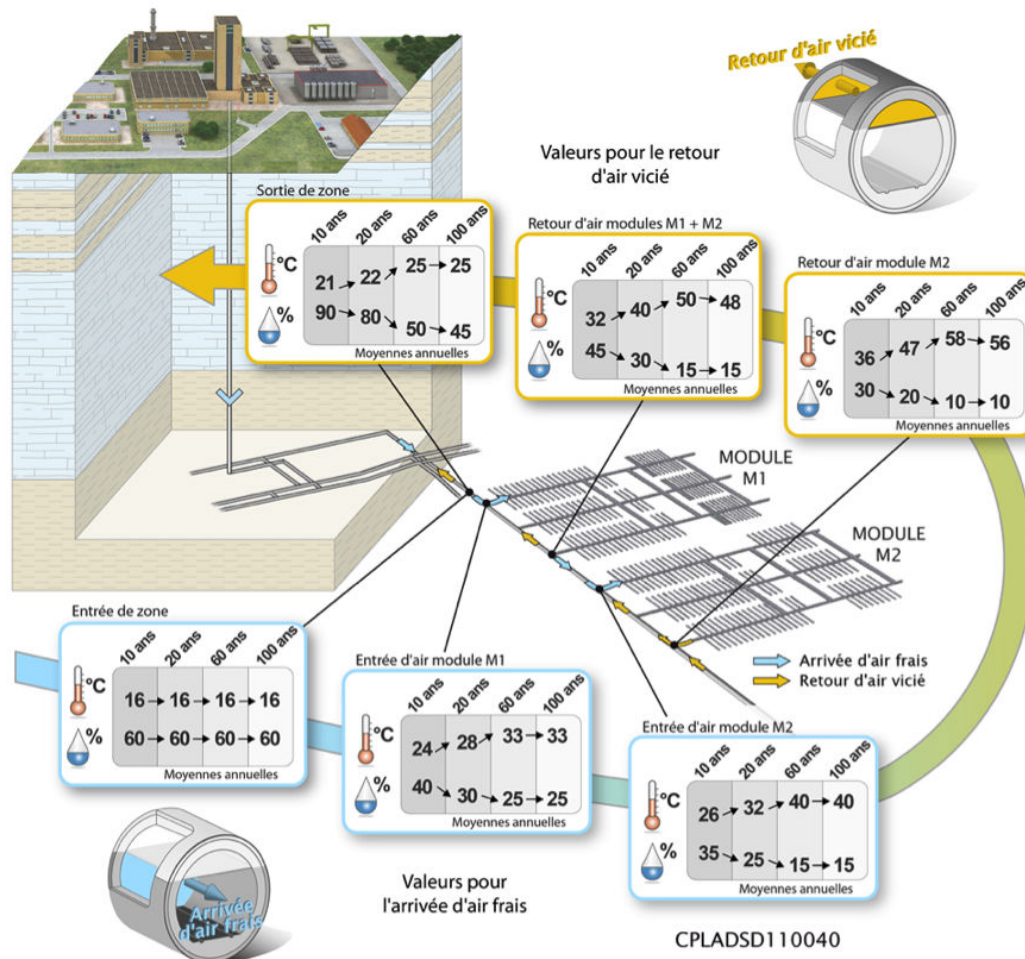 Retour d'air vicié
Valeurs pour le retour
d'air vicié
Sortie de zone
10 ans 20 ans 60 ans 100 ans
°C
21 22 25 25
%
90 80 50 45
Moyennes annuelles
Retour d'air modules M1 + M2
10 ans 20 ans 60 ans 100 ans
°C
32 40 50 48
%
45 30 15 15
Moyennes annuelles
Retour d'air module M2
10 ans 20 ans 60 ans 100 ans
°C
36 47 58 56
%
30 20 10 10
Moyennes annuelles
MODULE
M1
MODULE
M2
Arrivée d'air frais
Retour d'air vicié
Entrée de zone
10 ans 20 ans 60 ans 100 ans
°C
16 16 16 16
%
60 60 60 60
Moyennes annuelles
Entrée d'air module M1
10 ans 20 ans 60 ans 100 ans
°C
24 28 33 33
%
40 30 25 25
Moyennes annuelles
Entrée d'air module M2
10 ans 20 ans 60 ans 100 ans
°C
26 32 40 40
%
35 25 15 15
Moyennes annuelles
Arrivée
d'air frais
Valeurs pour
l'arrivée d'air frais
CPLADSD110040